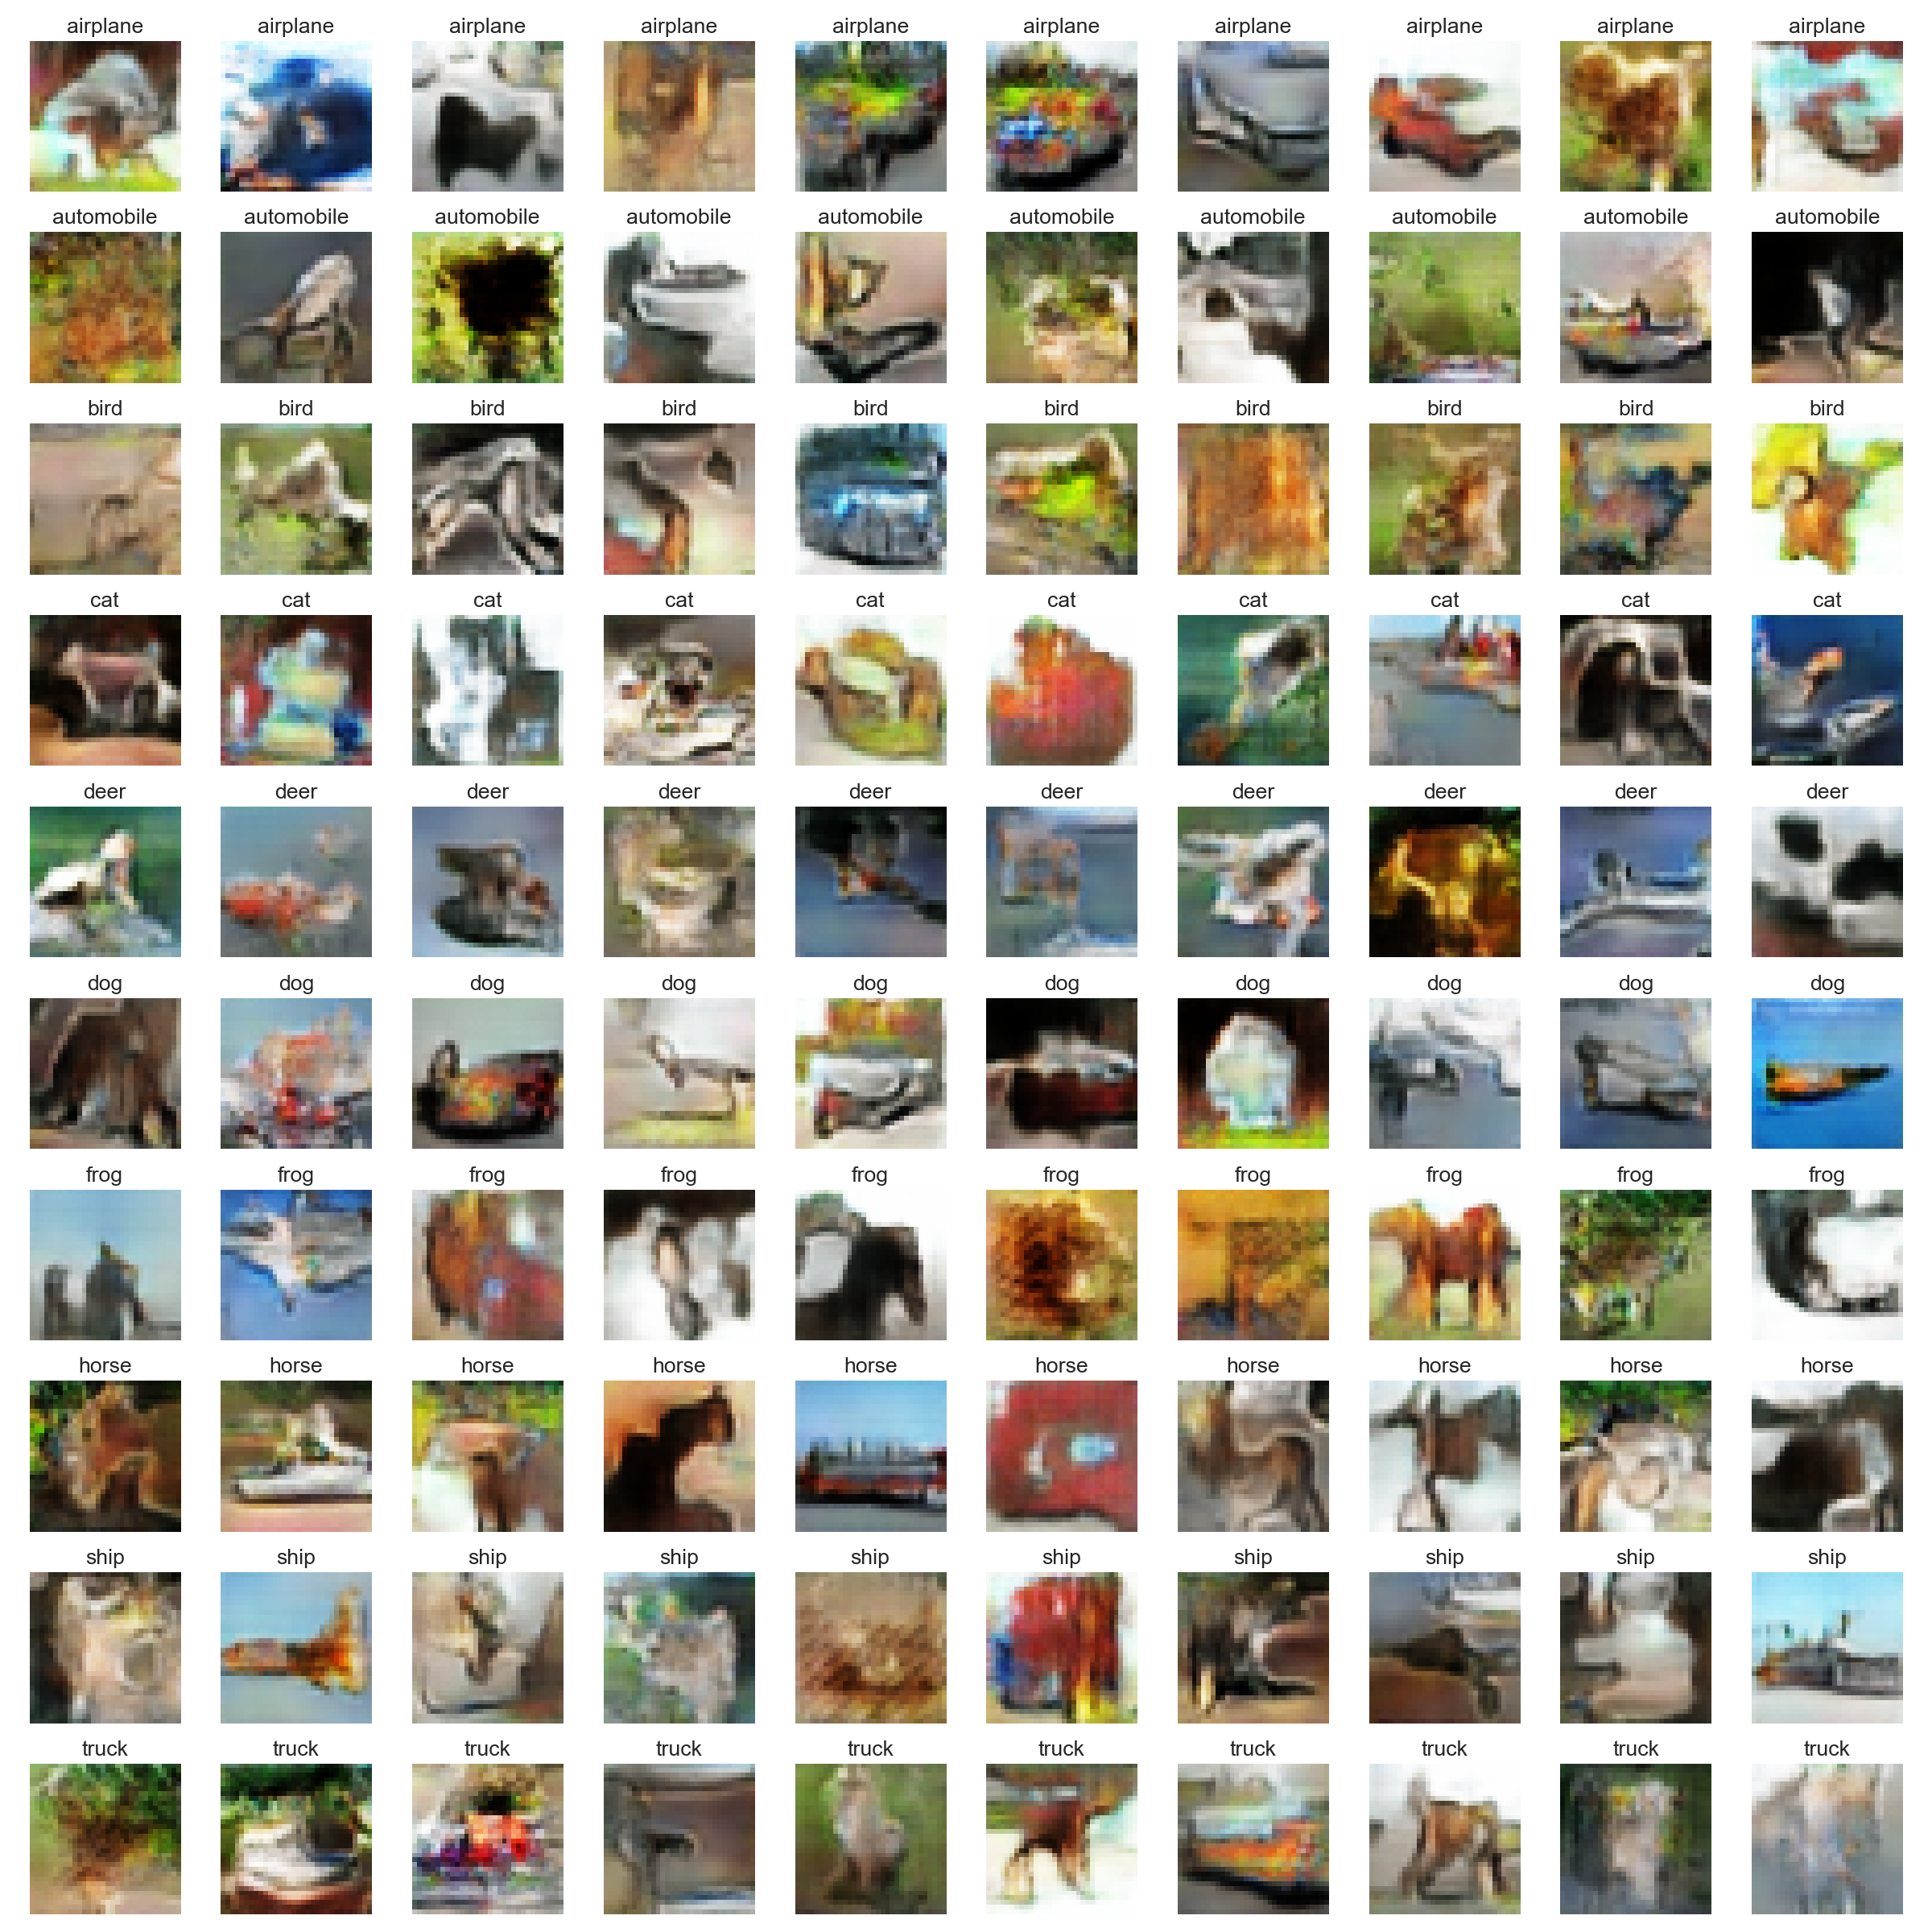 airplane airplane airplane airplane airplane airplane airplane airplane airplane airplane
automobile automobile automobile automobile automobile automobile automobile automobile automobile automobile
bird bird bird bird bird bird bird bird bird bird
cat cat cat cat cat cat cat cat cat cat
deer deer deer deer deer deer deer deer deer deer
dog dog dog dog dog dog dog dog dog dog
frog frog frog frog frog frog frog frog frog frog
horse horse horse horse horse horse horse horse horse horse
ship ship ship ship ship ship ship ship ship ship
truck truck truck truck truck truck truck truck truck truck